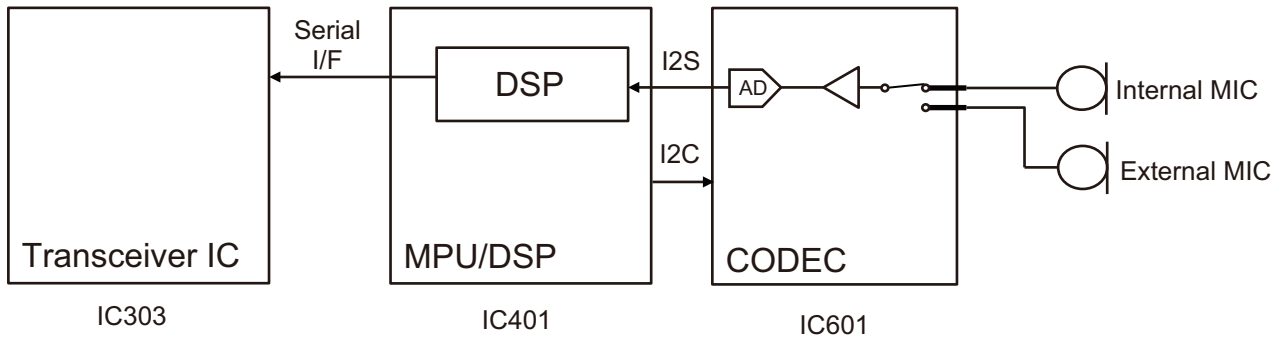 Serial
I/F
DSP
I2S
AD
Internal MIC
I2C
External MIC
Transceiver IC
MPU/DSP
CODEC
IC303
IC401
IC601